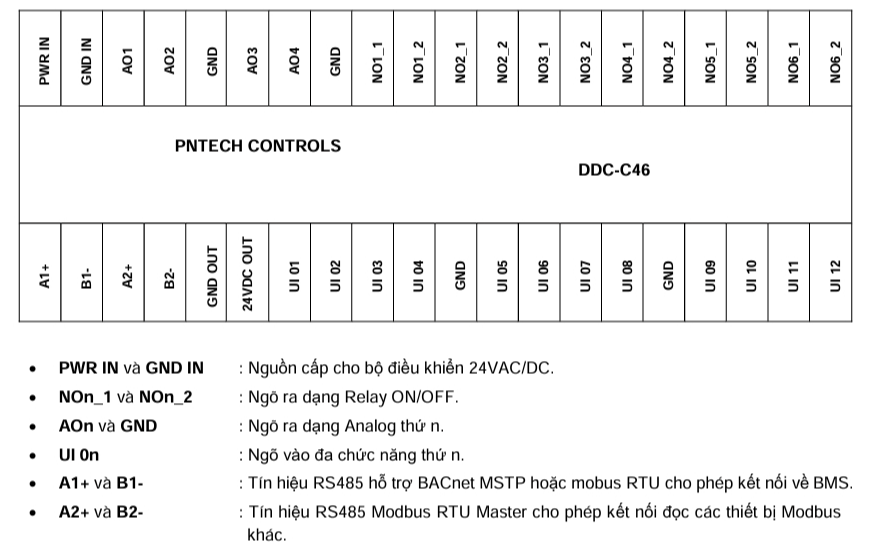 PWR IN
GND IN
AO1
AO2
GND
AO3
AO4
GND
NO1_1
NO1_2
NO2_1
NO2_2
NO3_1
NO3_2
NO4_1
NO4_2
NO5_1
NO5_2
NO6_1
NO6_2
PNTECH CONTROLS
DDC-C46
A1+
B1-
A2+
B2-
GND OUT
24VDC OUT
UI 01
UI 02
UI 03
UI 04
GND
UI 05
UI 06
UI 07
UI 08
GND
UI 09
UI 10
UI 11
UI 12
• PWR IN và GND IN : Nguồn cấp cho bộ điều khiển 24VAC/DC.
• NOn_1 và NOn_2 : Ngõ ra dạng Relay ON/OFF.
• AOn và GND : Ngõ ra dạng Analog thứ n.
• UI 0n : Ngõ vào đa chức năng thứ n.
• A1+ và B1- : Tín hiệu RS485 hỗ trợ BACnet MSTP hoặc mobus RTU cho phép kết nối về BMS.
• A2+ và B2- : Tín hiệu RS485 Modbus RTU Master cho phép kết nối đọc các thiết bị Modbus
khác.